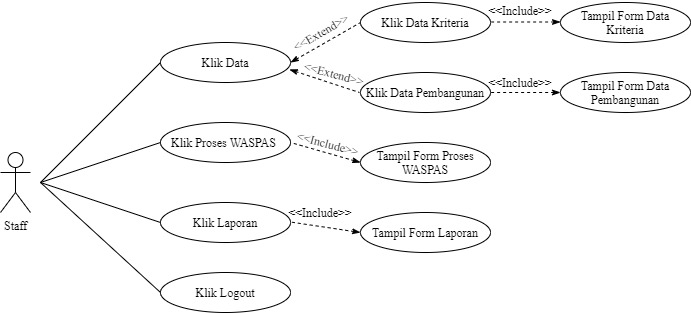 Klik Data
<<Extend>>
Klik Data Kriteria
<<Include>>
Tampil Form Data
Kriteria
<<Extend>>
Klik Data Pembangunan
<<Include>>
Tampil Form Data
Pembangunan
Klik Proses WASPAS
<<Include>>
Tampil Form Proses
WASPAS
Staff
Klik Laporan
<<Include>>
Tampil Form Laporan
Klik Logout